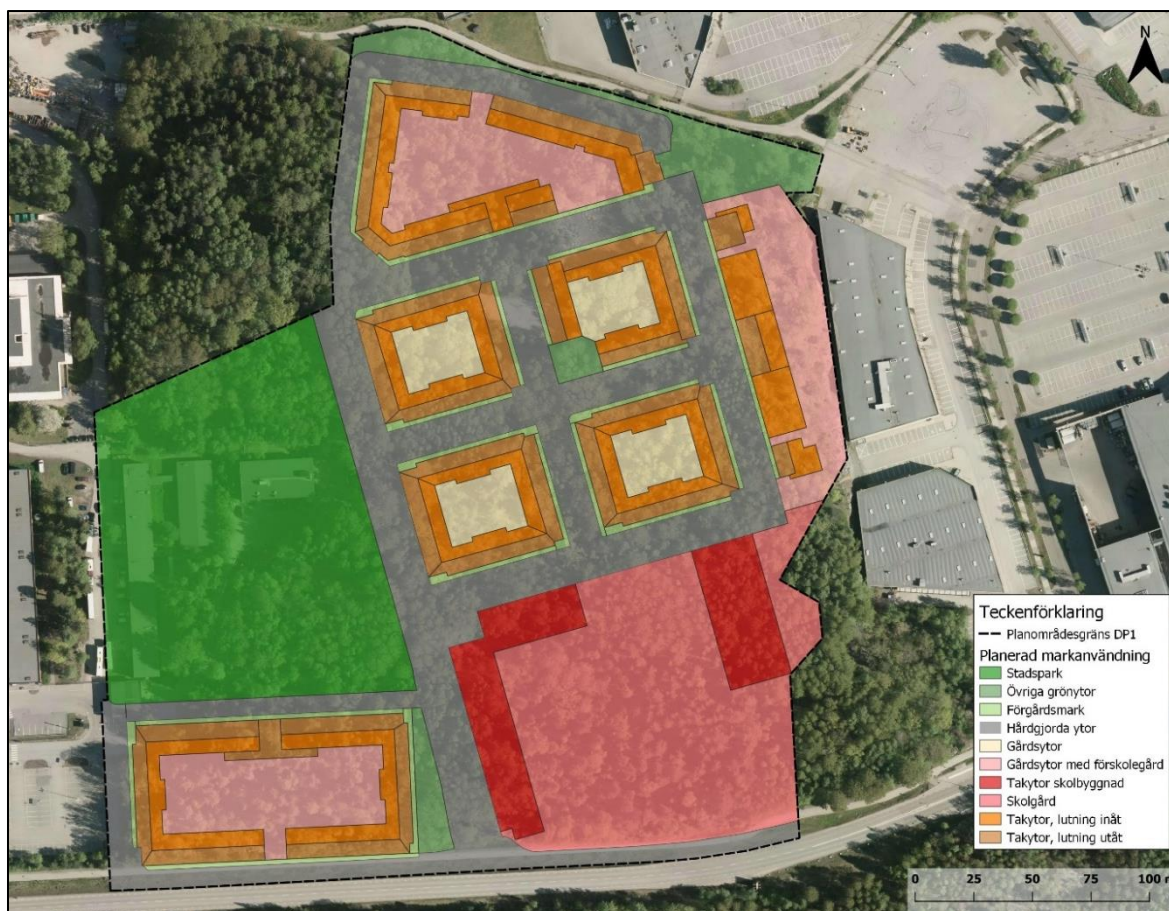 N
Teckenförklaring
Planområdesgräns DP1
Planerad markanvändning
Stadspark
Övriga grönytor
Förgårdsmark
Hårdgjorda ytor
Gårdsytor
Gårdsytor med förskolegård
Takytor skolbyggnad
Skolgård
Takytor, lutning inåt
Takytor, lutning utåt
0 25 50 75 100